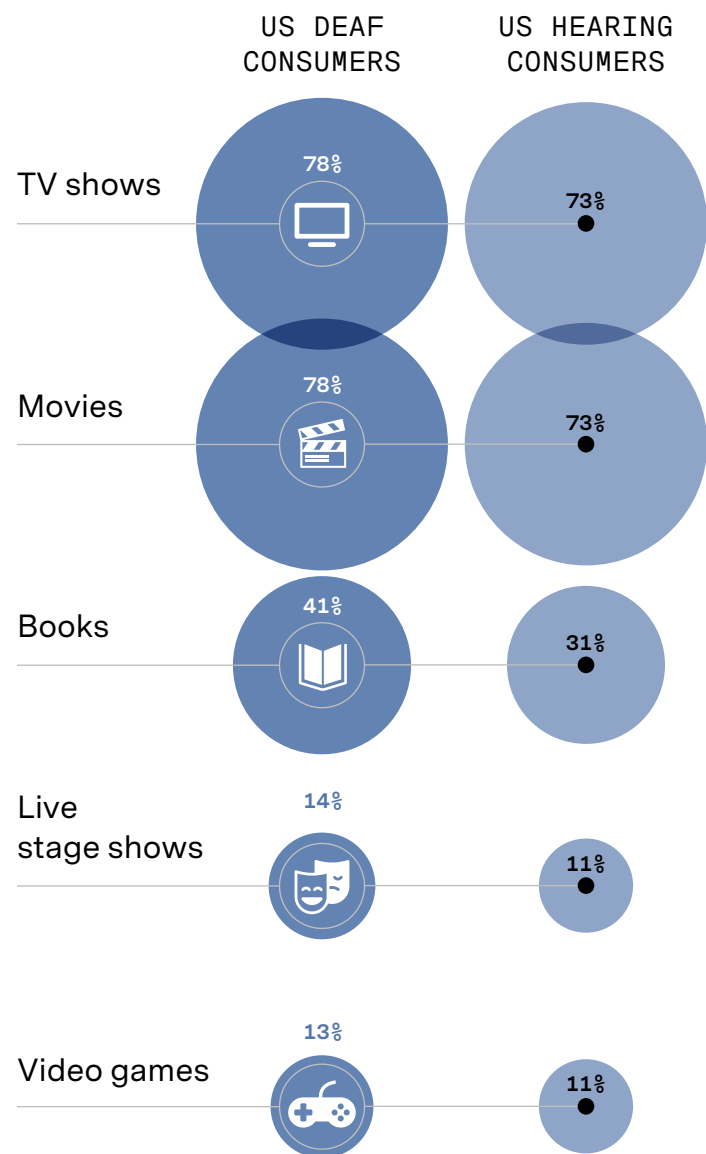 US DEAF
CONSUMERS
US HEARING
CONSUMERS
TV shows
78%
73%
Movies
78%
73%
Books
41%
31%
Live
stage shows
14%
11%
Video games
13%
11%